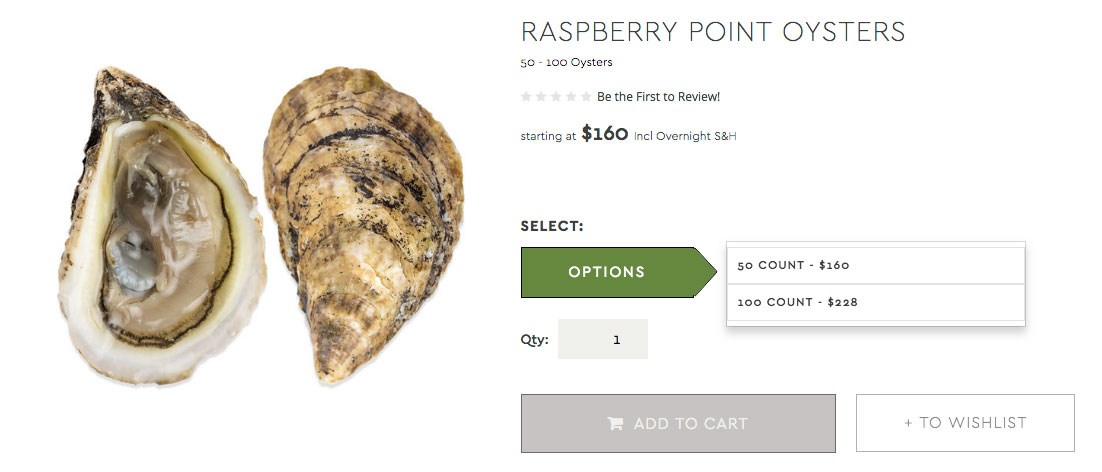 RASPBERRY POINT OYSTERS
50 - 100 Oysters
Be the First to Review!
starting at $160 Incl Overnight S&H
SELECT:
OPTIONS
50 COUNT - $160
100 COUNT - $228
Qty: 1
ADD TO CART
+ TO WISHLIST